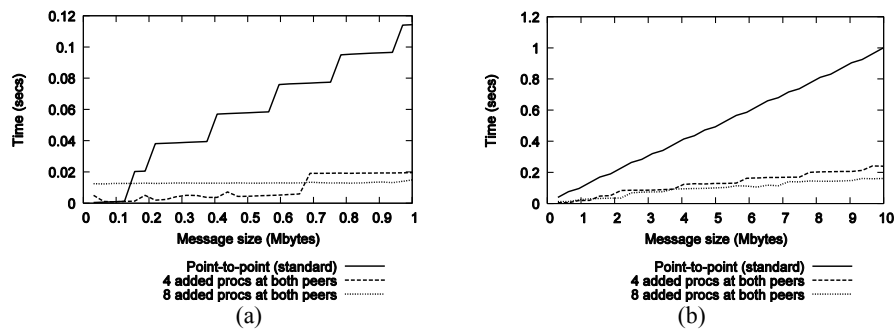 0.12
0.1
0.08
0.06
0.04
0.02
0
Time (secs)
0.1 0.2 0.3 0.4 0.5 0.6 0.7 0.8 0.9 1
Message size (Mbytes)
Point-to-point (standard)
4 added procs at both peers
8 added procs at both peers
(a)
1.2
1
0.8
0.6
0.4
0.2
0
Time (secs)
1 2 3 4 5 6 7 8 9 10
Message size (Mbytes)
Point-to-point (standard)
4 added procs at both peers
8 added procs at both peers
(b)